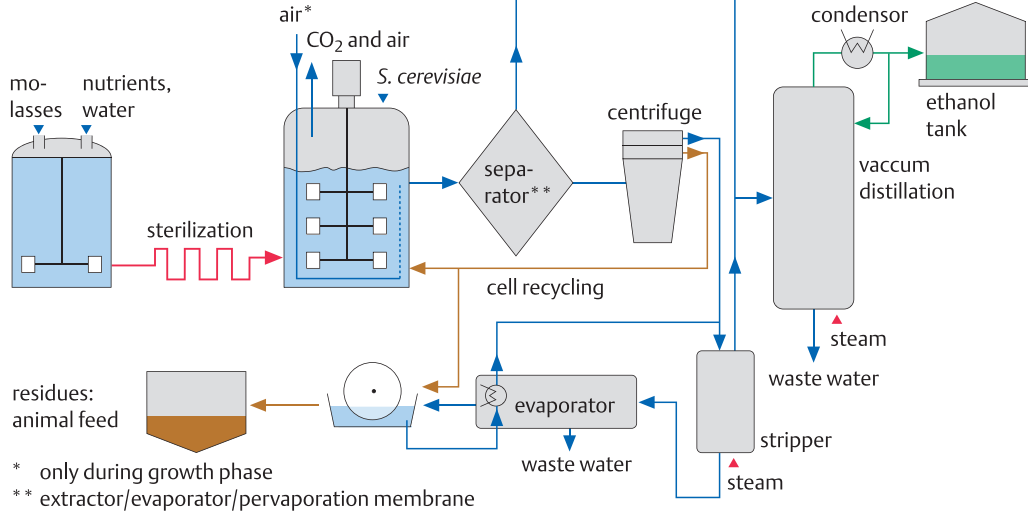 air*
CO2 and air
S. cerevisiae
condensor
mo-
lasses
nutrients,
water
centrifuge
ethanol
tank
sepa-
rator**
vaccum
distillation
sterilization
cell recycling
steam
waste water
residues:
animal feed
evaporator
stripper
waste water
steam
* only during growth phase
** extractor/evaporator/pervaporation membrane